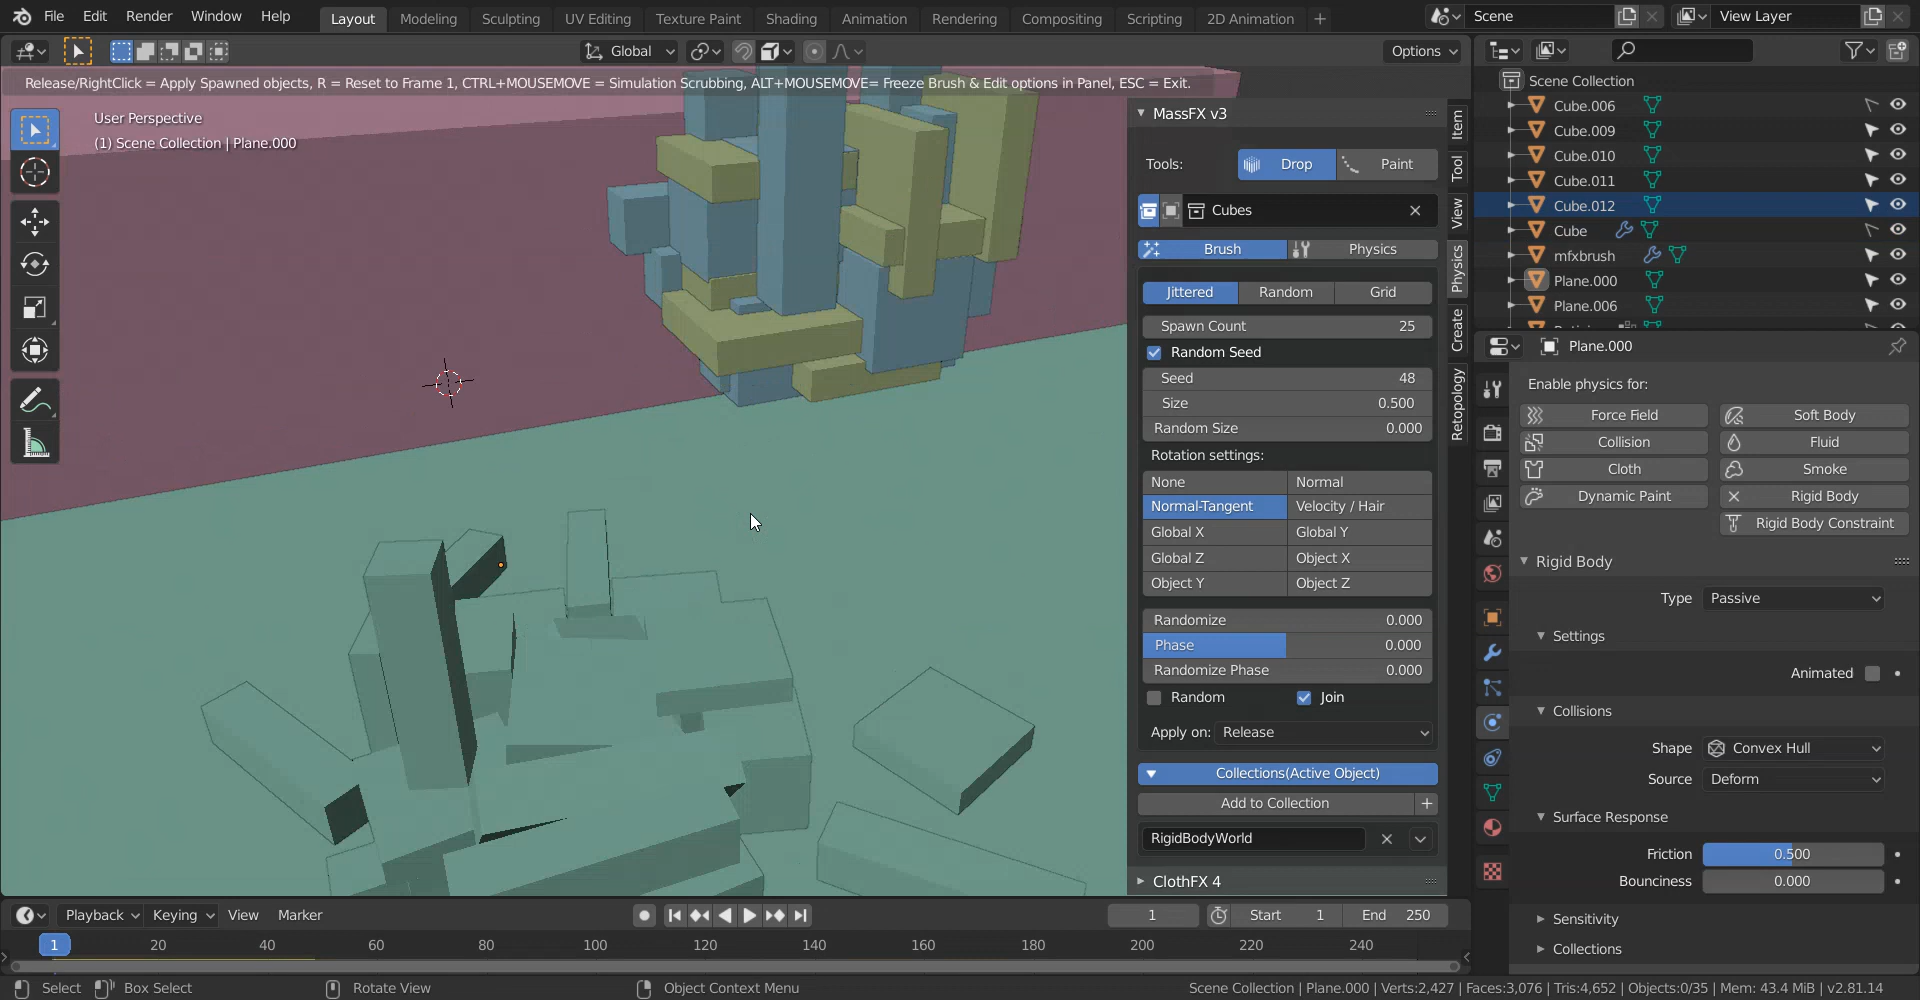 File Edit Render Window Help Layout Modeling Sculpting UV Editing Texture Paint Shading Animation Rendering Compositing Scripting 2D Animation + Scene View Layer
Global Options
Release/RightClick = Apply Spawned objects, R = Reset to Frame 1, CTRL+MOUSEMOVE = Simulation Scrubbing, ALT+MOUSEMOVE= Freeze Brush & Edit options in Panel, ESC = Exit.
User Perspective
(1) Scene Collection | Plane.000
MassFX v3
Tools: Drop Paint
Cubes
Brush Physics
Jittered Random Grid
Spawn Count 25
Random Seed
Seed 48
Size 0.500
Random Size 0.000
Rotation settings:
None Normal
Normal-Tangent Velocity / Hair
Global X Global Y
Global Z Object X
Object Y Object Z
Randomize 0.000
Phase 0.000
Randomize Phase 0.000
Random Join
Apply on: Release
Collections(Active Object)
Add to Collection +
RigidBodyWorld
ClothFX 4
Item
Tool
View
Physics
Create
Retopology
Scene Collection
Cube.006
Cube.009
Cube.010
Cube.011
Cube.012
Cube
mfxbrush
Plane.000
Plane.006
Plane.000
Enable physics for:
Force Field Soft Body
Collision Fluid
Cloth Smoke
Dynamic Paint Rigid Body
Rigid Body Constraint
Rigid Body
Type Passive
Settings
Animated
Collisions
Shape Convex Hull
Source Deform
Surface Response
Friction 0.500
Bounciness 0.000
Sensitivity
Collections
Playback Keying View Marker 1 Start 1 End 250
1 20 40 60 80 100 120 140 160 180 200 220 240
Select Box Select Rotate View Object Context Menu Scene Collection | Plane.000 | Verts:2,427 | Faces:3,076 | Tris:4,652 | Objects:0/35 | Mem: 43.4 MiB | v2.81.14